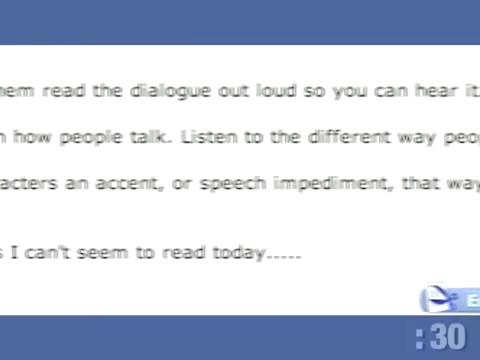 hem read the dialogue out loud so you can hear it
how people talk. Listen to the different way peo
acters an accent, or speech impediment, that way
s I can't seem to read today.....
E
:30